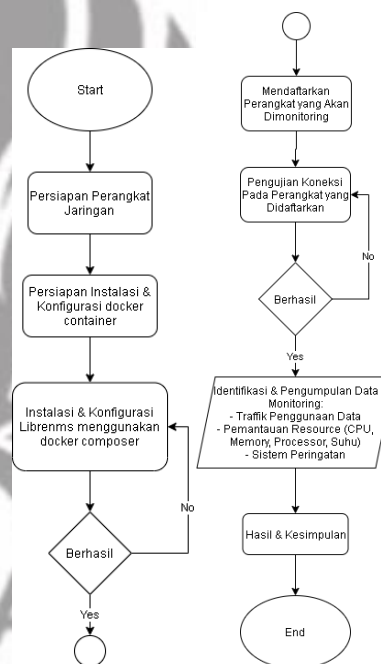 Start
Persiapan Perangkat
Jaringan
Persiapan Instalasi &
Konfigurasi docker
container
Instalasi & Konfigurasi
Librenms menggunakan
docker composer
No
Berhasil
Yes
Mendaftarkan
Perangkat yang Akan
Dimonitoring
Pengujian Koneksi
Pada Perangkat yang
Didaftarkan
No
Berhasil
Yes
Identifikasi & Pengumpulan Data
Monitoring:
- Traffik Penggunaan Data
- Pemantauan Resource (CPU,
Memory, Processor, Suhu)
- Sistem Peringatan
Hasil & Kesimpulan
End